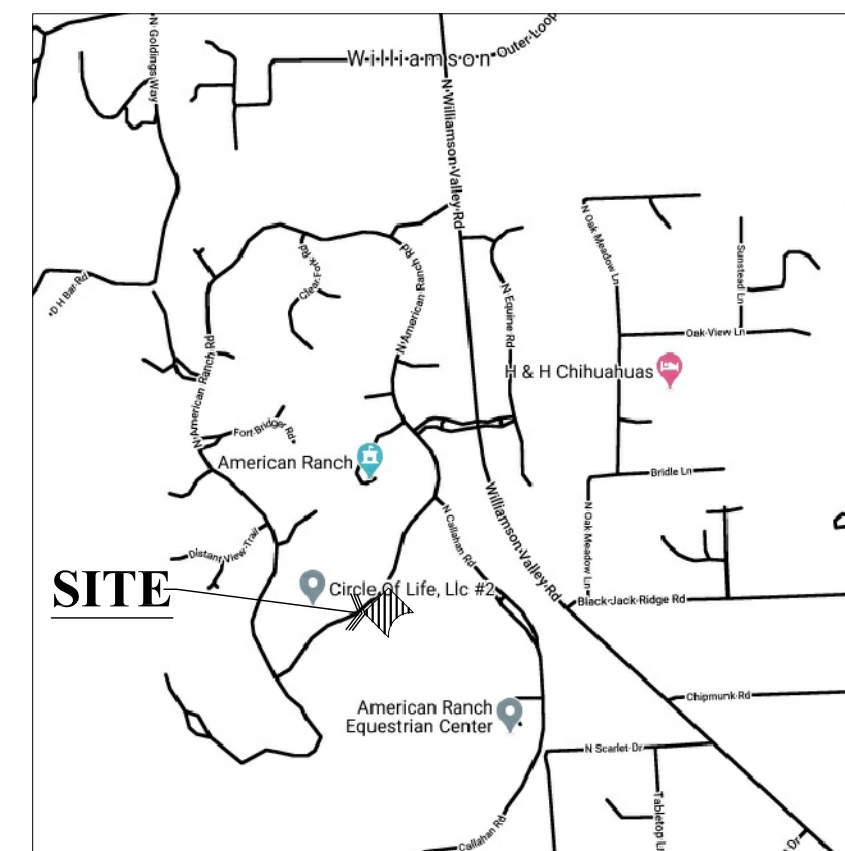 N Goldings Way
Williamson
Outer Loop
N Williamson Valley Rd
D H Bar Rd
Clear Fork Rd
N American Ranch Rd
N Equine Rd
N Oak Meadow Ln
Sunstead Ln
Oak View Ln
H & H Chihuahuas
N American Ranch Rd
Fort Bridger Rd
American Ranch
Bridle Ln
N Callahan Rd
Williamson Valley Rd
N Oak Meadow Ln
Distant View Trail
SITE
Circle Of Life, Llc #2
Black Jack Ridge Rd
American Ranch
Equestrian Center
Chipmunk Rd
N Scarlet Dr
Tabletop L
Callahan Rd
Dr